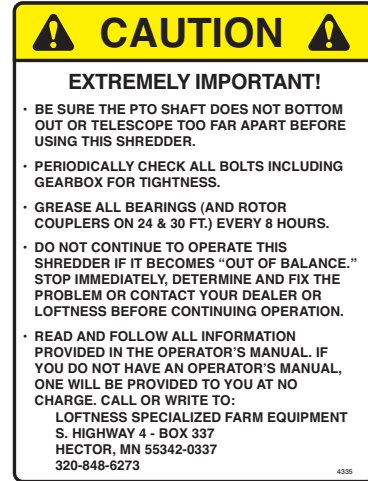 CAUTION
EXTREMELY IMPORTANT!
• BE SURE THE PTO SHAFT DOES NOT BOTTOM
OUT OR TELESCOPE TOO FAR APART BEFORE
USING THIS SHREDDER.
• PERIODICALLY CHECK ALL BOLTS INCLUDING
GEARBOX FOR TIGHTNESS.
• GREASE ALL BEARINGS (AND ROTOR
COUPLERS ON 24 & 30 FT.) EVERY 8 HOURS.
• DO NOT CONTINUE TO OPERATE THIS
SHREDDER IF IT BECOMES “OUT OF BALANCE.”
STOP IMMEDIATELY, DETERMINE AND FIX THE
PROBLEM OR CONTACT YOUR DEALER OR
LOFTNESS BEFORE CONTINUING OPERATION.
• READ AND FOLLOW ALL INFORMATION
PROVIDED IN THE OPERATOR’S MANUAL. IF
YOU DO NOT HAVE AN OPERATOR’S MANUAL,
ONE WILL BE PROVIDED TO YOU AT NO
CHARGE. CALL OR WRITE TO:
LOFTNESS SPECIALIZED FARM EQUIPMENT
S. HIGHWAY 4 - BOX 337
HECTOR, MN 55342-0337
320-848-6273
4335